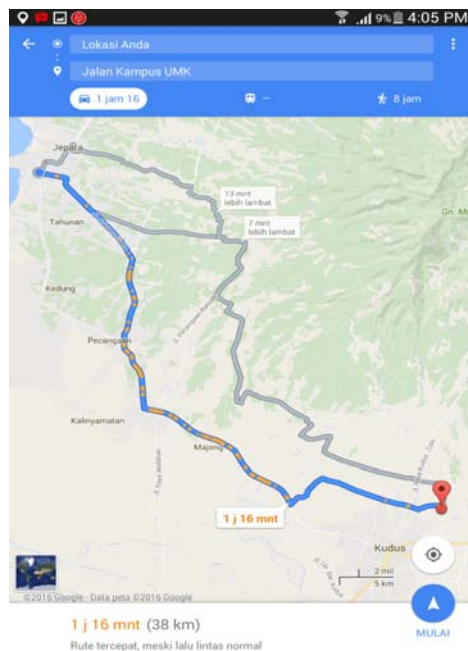 9% 4:05 PM
Lokasi Anda
Jalan Kampus UMK
1 jam 16
—
8 jam
Jepara
13 mnt
lebih lambat
7 mnt
lebih lambat
Tahunan
Gn. M
Kedung
Pecangaan
Kalinyamatan
Majong
1 j 16 mnt
Kudus
2 mil
5 km
©2016 Google - Data peta ©2016 Google
1 j 16 mnt (38 km)
MULAI
Rute tercepat, meski lalu lintas normal